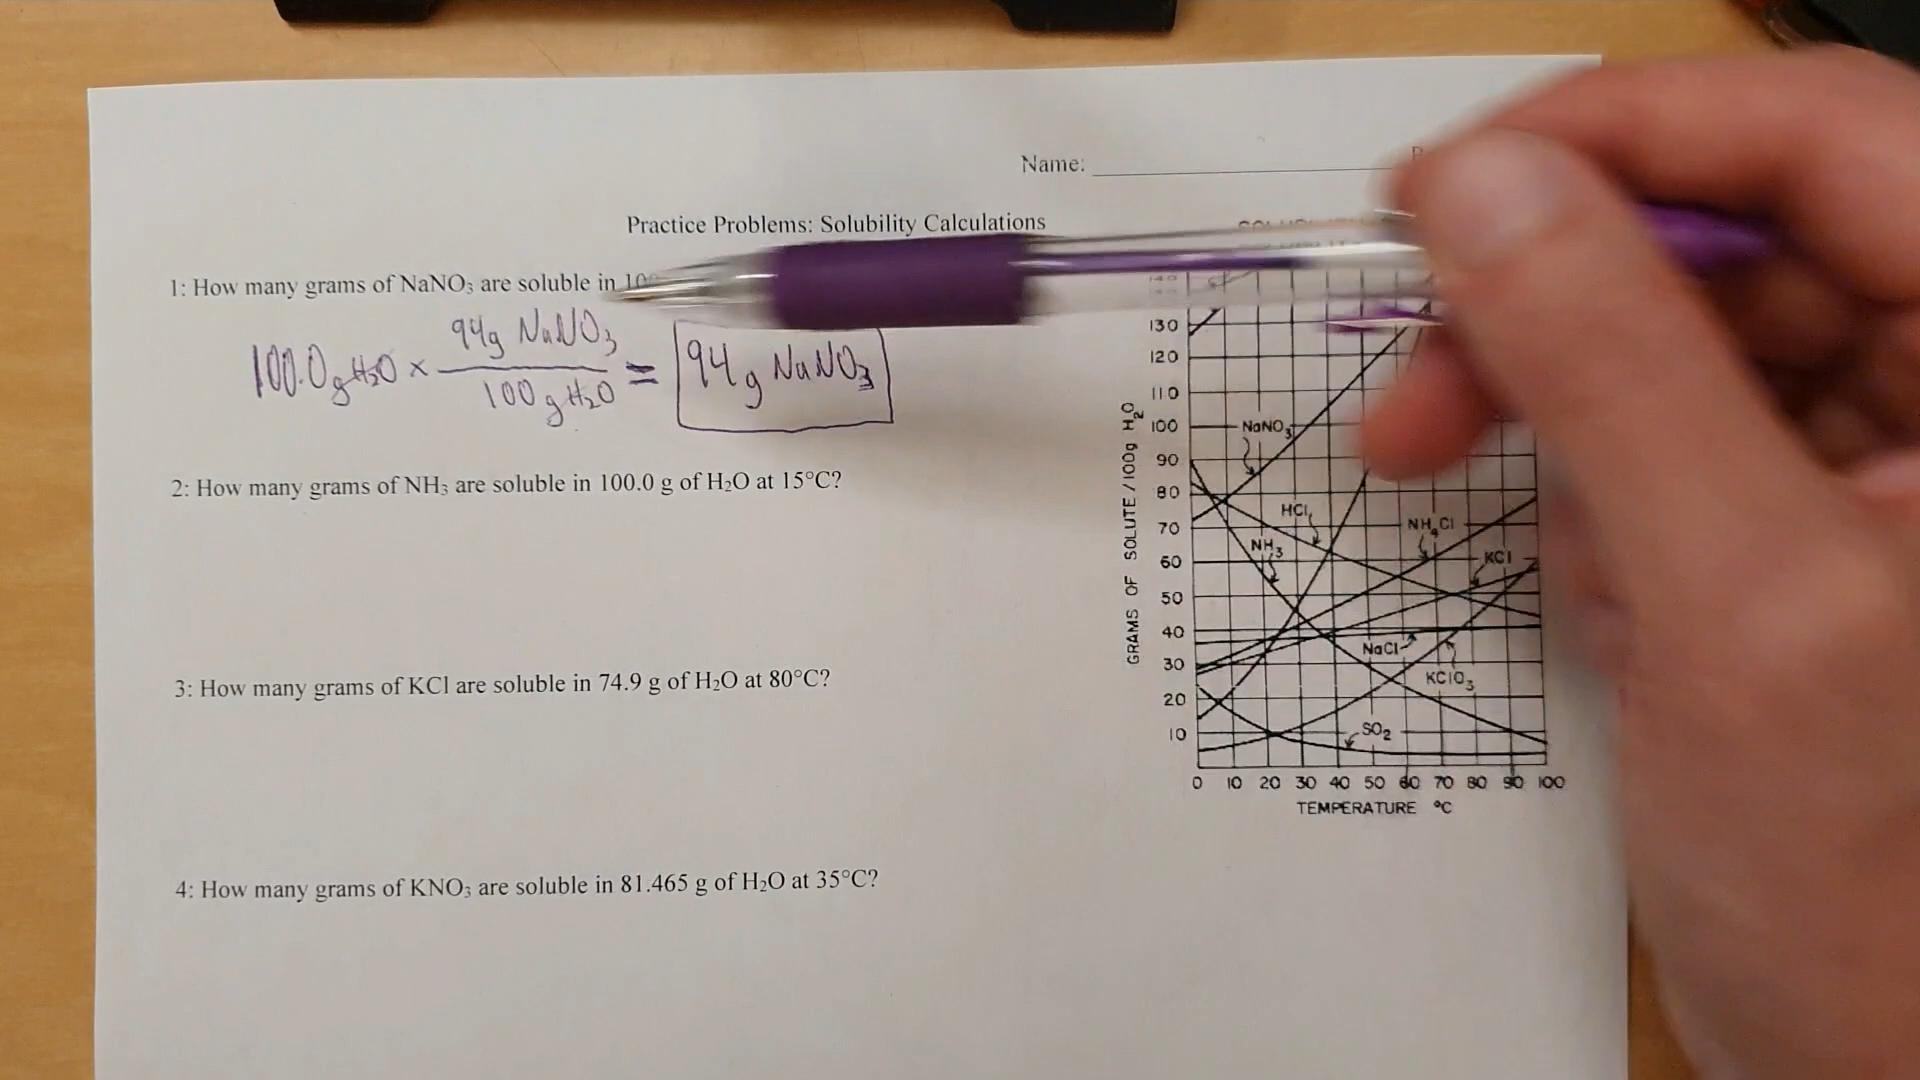 Name:
Practice Problems: Solubility Calculations
1: How many grams of NaNO₃ are soluble in
100.0 g H₂O × 94g NaNO₃ / 100 g H₂O = 94 g NaNO₃
2: How many grams of NH₃ are soluble in 100.0 g of H₂O at 15°C?
3: How many grams of KCl are soluble in 74.9 g of H₂O at 80°C?
4: How many grams of KNO₃ are soluble in 81.465 g of H₂O at 35°C?
GRAMS OF SOLUTE / 100g H₂O
140
130
120
110
100
90
80
70
60
50
40
30
20
10
NaNO₃
HCl
NH₄Cl
NH₃
KCl
NaCl
KClO₃
SO₂
0 10 20 30 40 50 60 70 80 90 100
TEMPERATURE °C